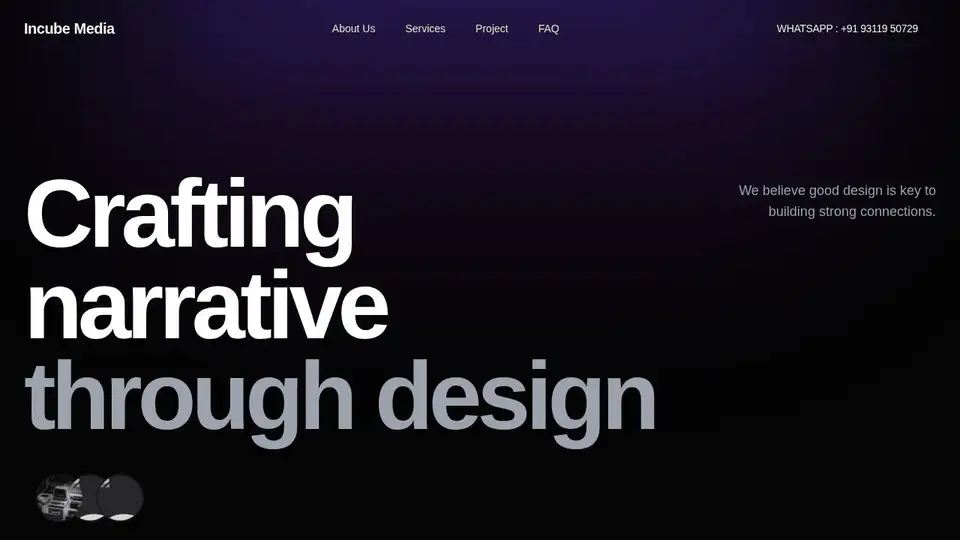 Incube Media
About Us
Services
Project
FAQ
WHATSAPP : +91 93119 50729
Crafting
narrative
through design
We believe good design is key to
building strong connections.